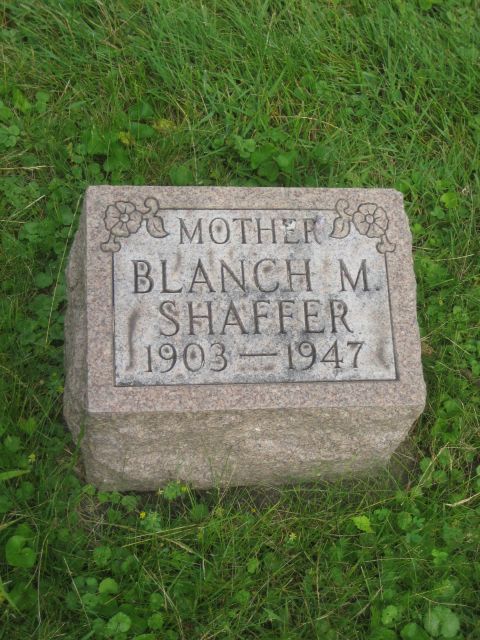 MOTHER
BLANCH M.
SHAFFER
1903—1947